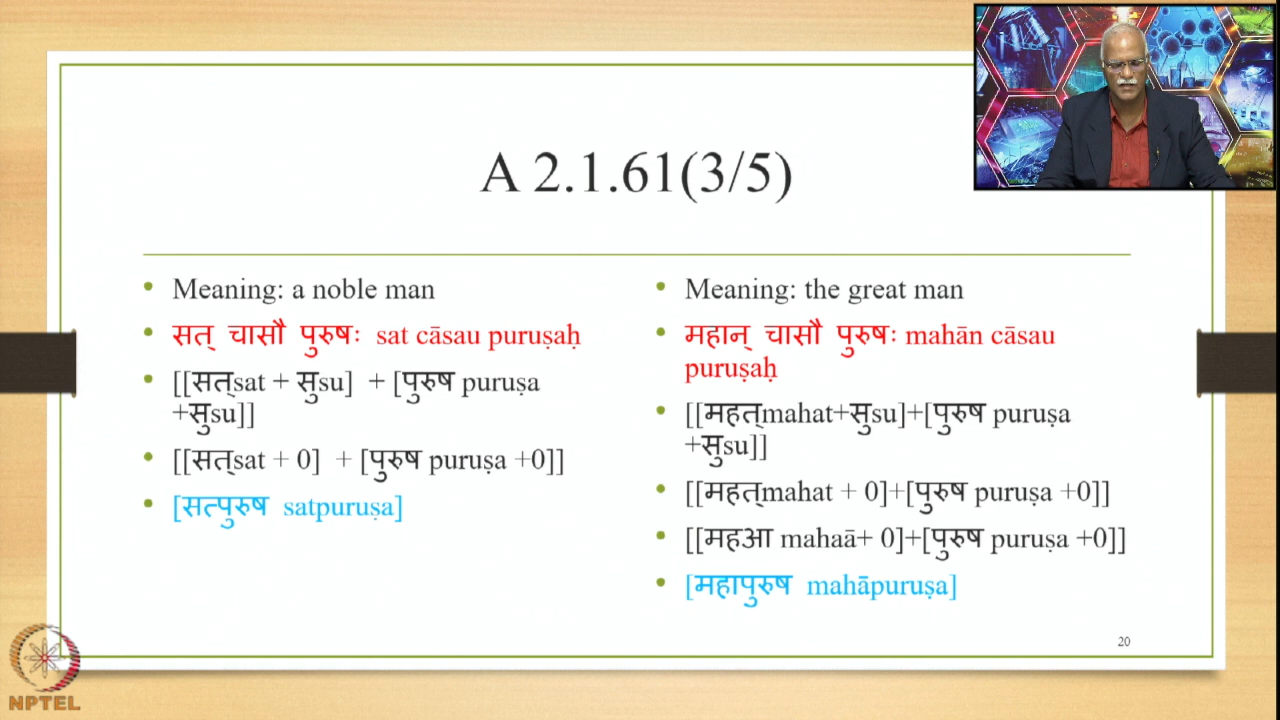 A 2.1.61(3/5)
• Meaning: a noble man
• सत् चासौ पुरुषः sat cāsau puruṣaḥ
• [[सत्sat + सुsu] + [पुरुष puruṣa
+सुsu]]
• [[सत्sat + 0] + [पुरुष puruṣa +0]]
• [सत्पुरुष satpuruṣa]
• Meaning: the great man
• महान् चासौ पुरुषः mahān cāsau
puruṣaḥ
• [[महत्mahat+सुsu]+[पुरुष puruṣa
+सुsu]]
• [[महत्mahat + 0]+[पुरुष puruṣa +0]]
• [[महआ mahaā+ 0]+[पुरुष puruṣa +0]]
• [महापुरुष mahāpuruṣa]
20
NPTEL